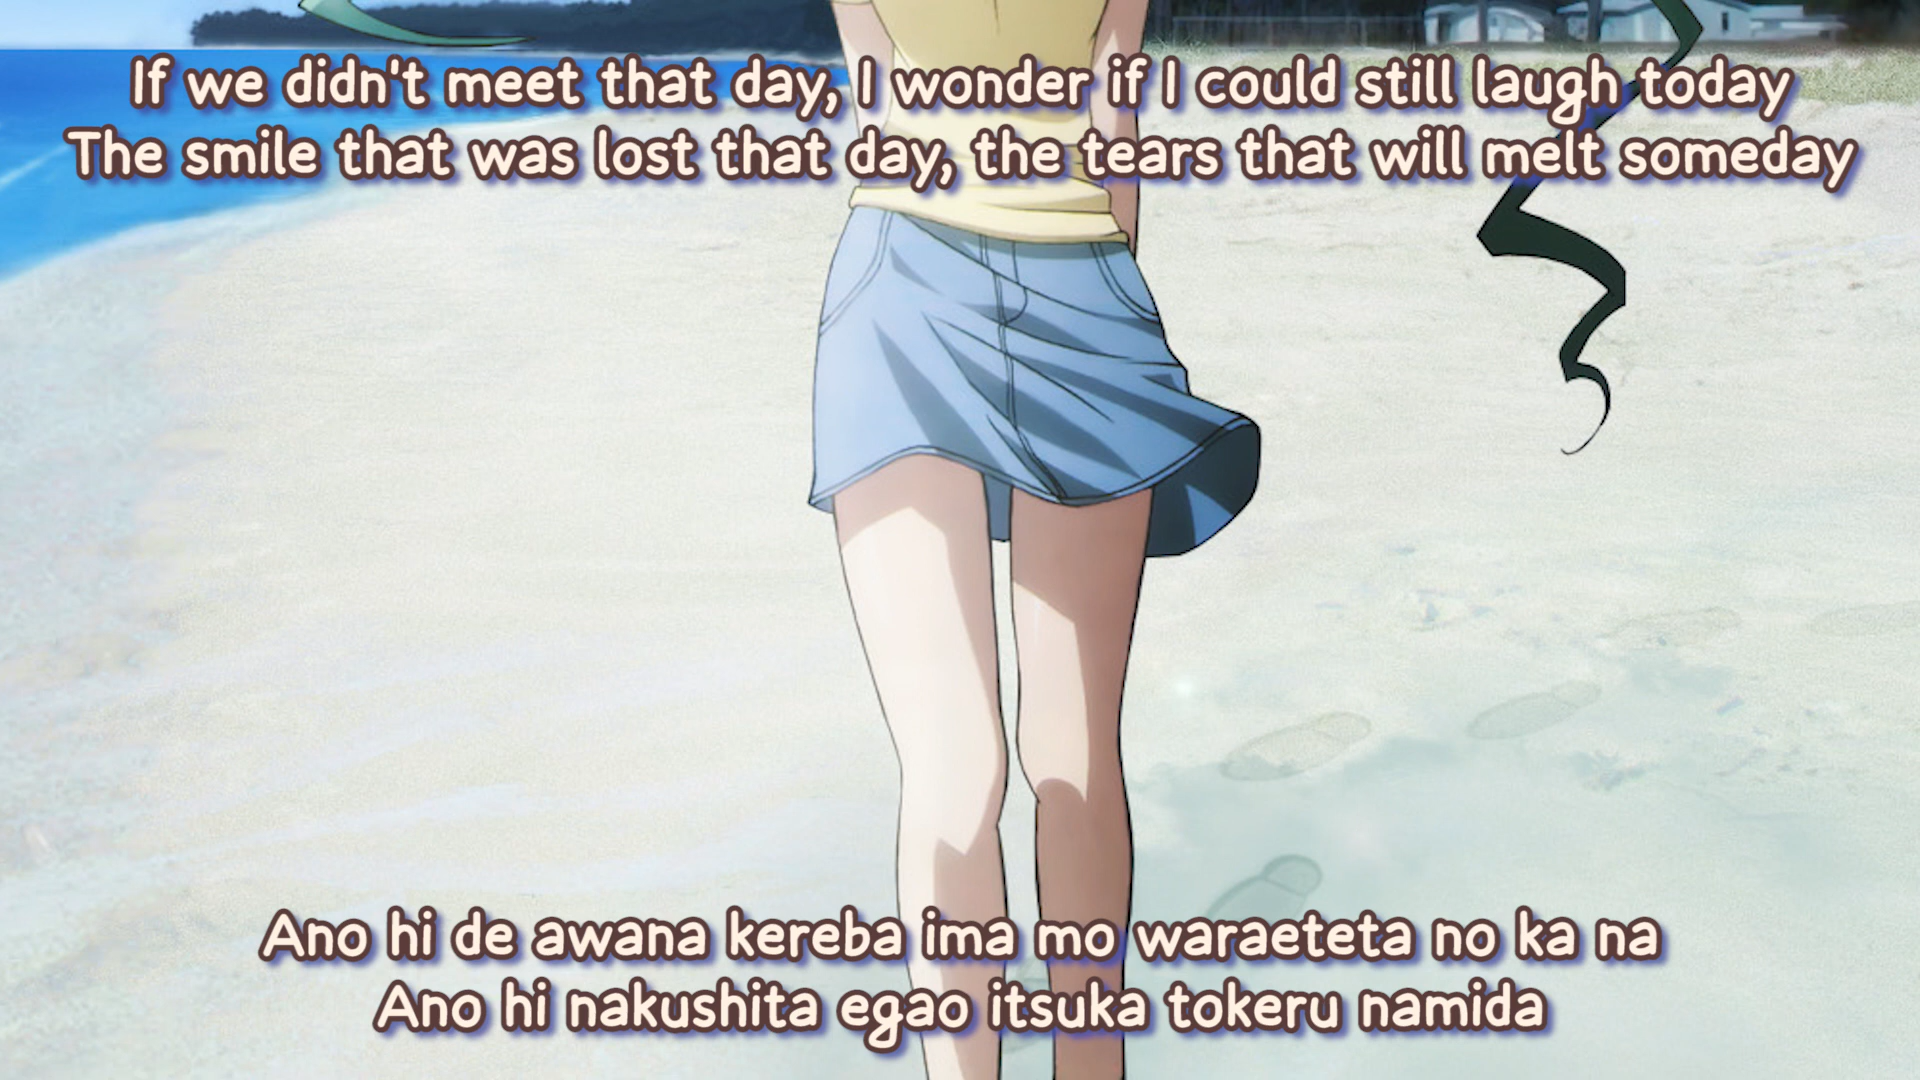 If we didn't meet that day, I wonder if I could still laugh today
The smile that was lost that day, the tears that will melt someday
Ano hi de awana kereba ima mo waraeteta no ka na
Ano hi nakushita egao itsuka tokeru namida